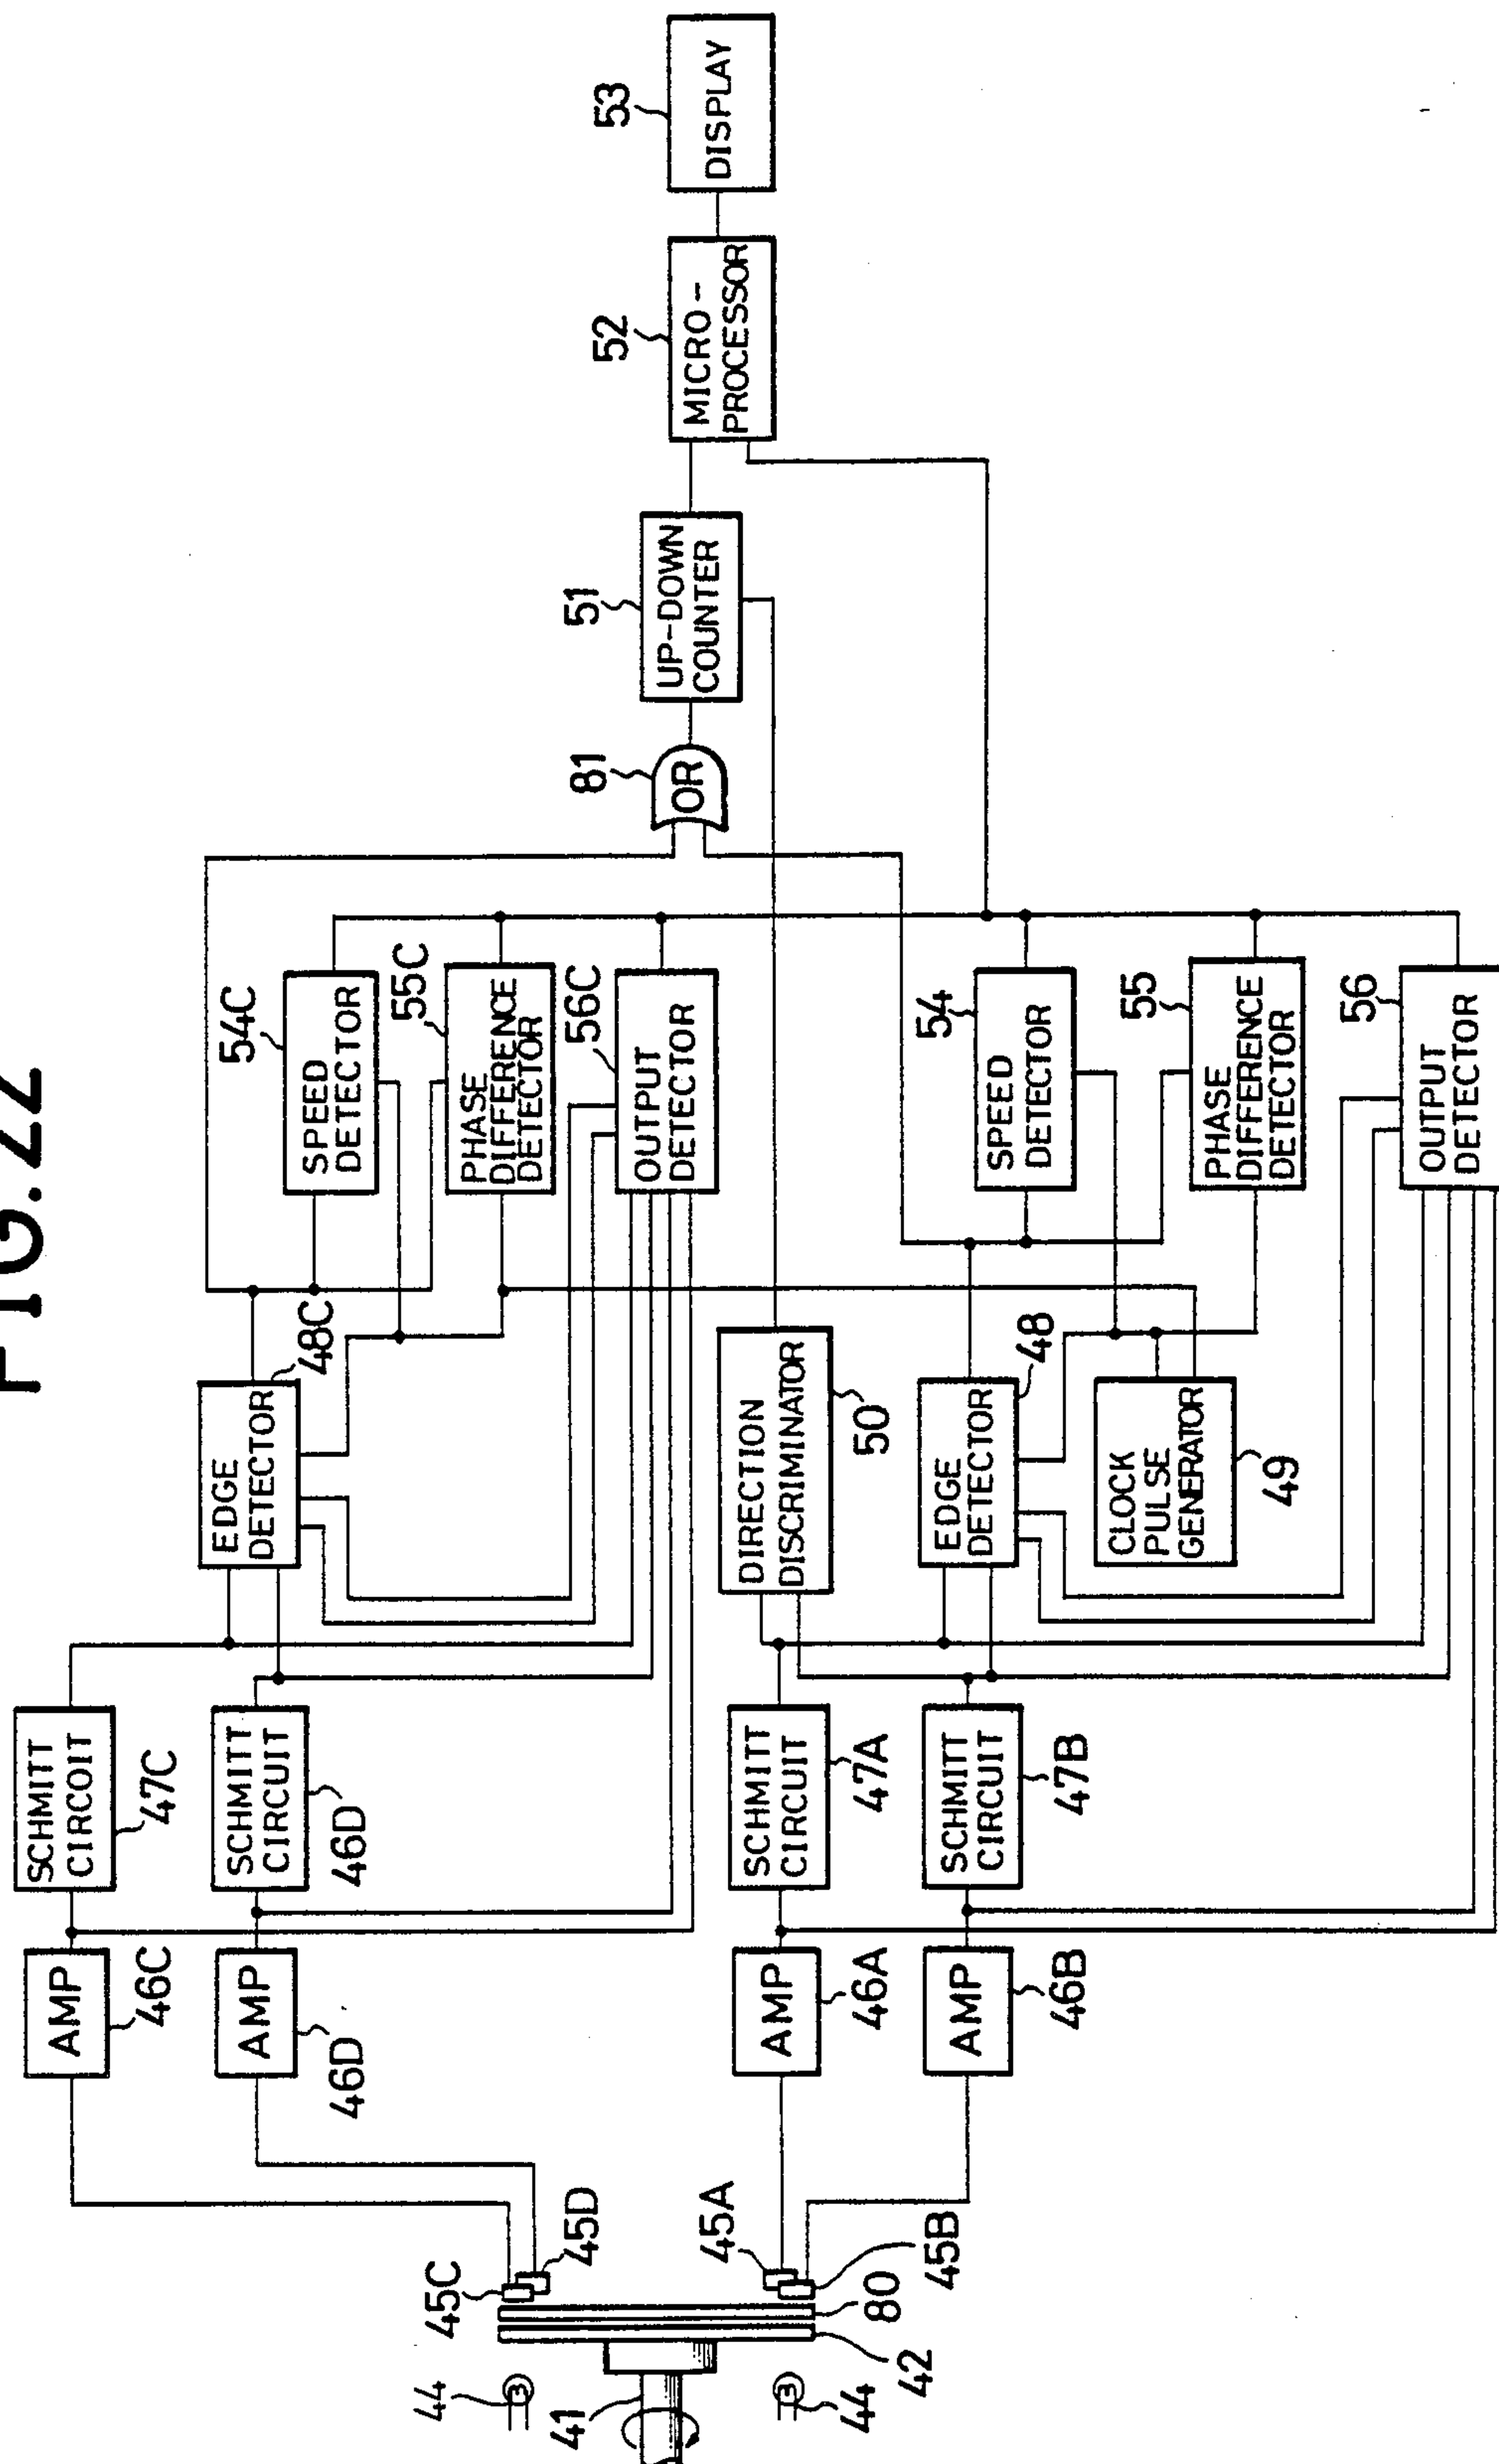 FIG.22
AMP
46C
SCHMITT
CIRCOIT
47C
AMP
46D
SCHMITT
CIRCUIT
46D
EDGE
DETECTOR
48C
54C
SPEED
DETECTOR
55C
PHASE
DIFFERENCE
DETECTOR
56C
OUTPUT
DETECTOR
44
45C
45D
41
44
42
80
45A
45B
81
OR
51
UP-DOWN
COUNTER
52
MICRO-
PROCESSOR
53
DISPLAY
AMP
46A
SCHMITT
CIRCUIT
47A
DIRECTION
DISCRIMINATOR
50
AMP
46B
SCHMITT
CIRCUIT
47B
EDGE
DETECTOR
48
54
SPEED
DETECTOR
CLOCK
PULSE
GENERATOR
49
55
PHASE
DIFFERENCE
DETECTOR
56
OUTPUT
DETECTOR